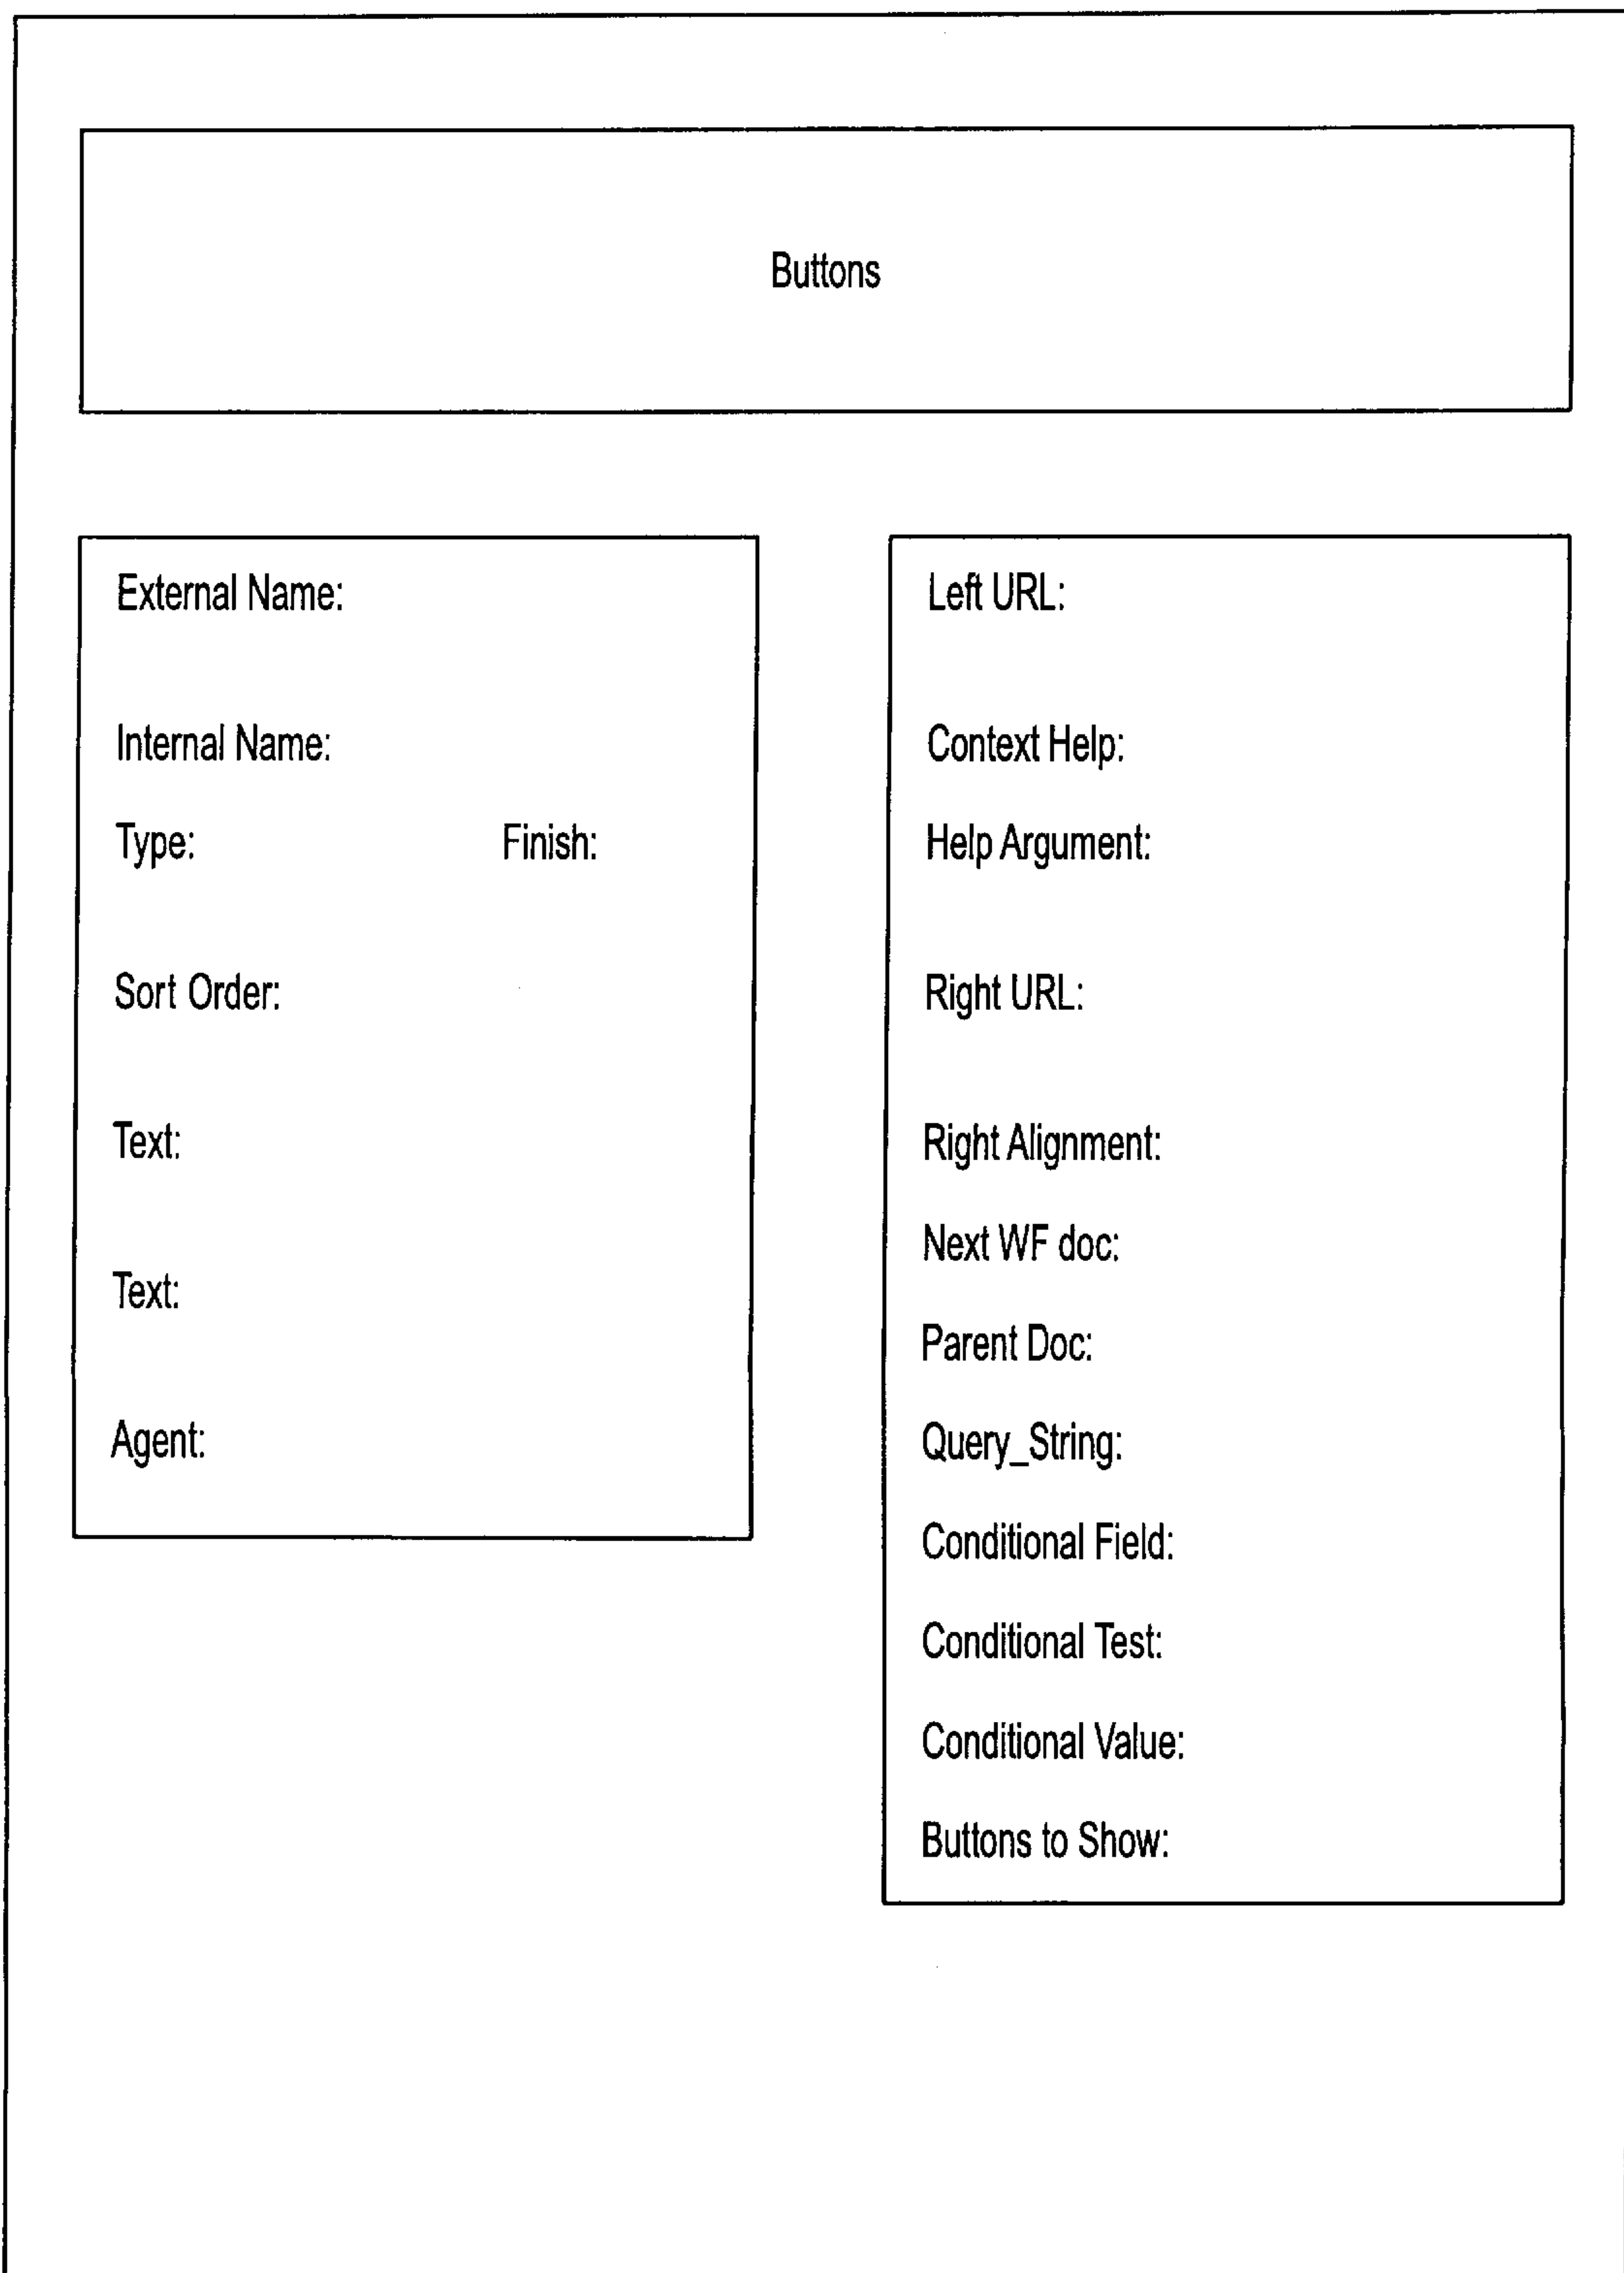 Buttons
External Name:
Internal Name:
Type: Finish:
Sort Order:
Text:
Text:
Agent:
Left URL:
Context Help:
Help Argument:
Right URL:
Right Alignment:
Next WF doc:
Parent Doc:
Query_String:
Conditional Field:
Conditional Test:
Conditional Value:
Buttons to Show: